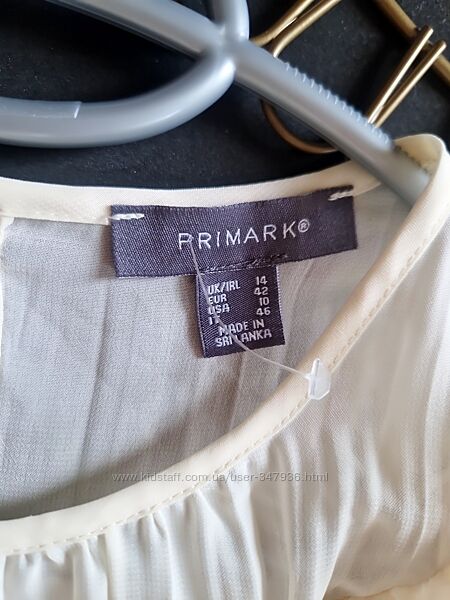 PRIMARK®
UK/IRL 14
EUR 42
USA 10
IT 46
MADE IN
SRI LANKA
www.kidstaff.com.ua/user-347936.html